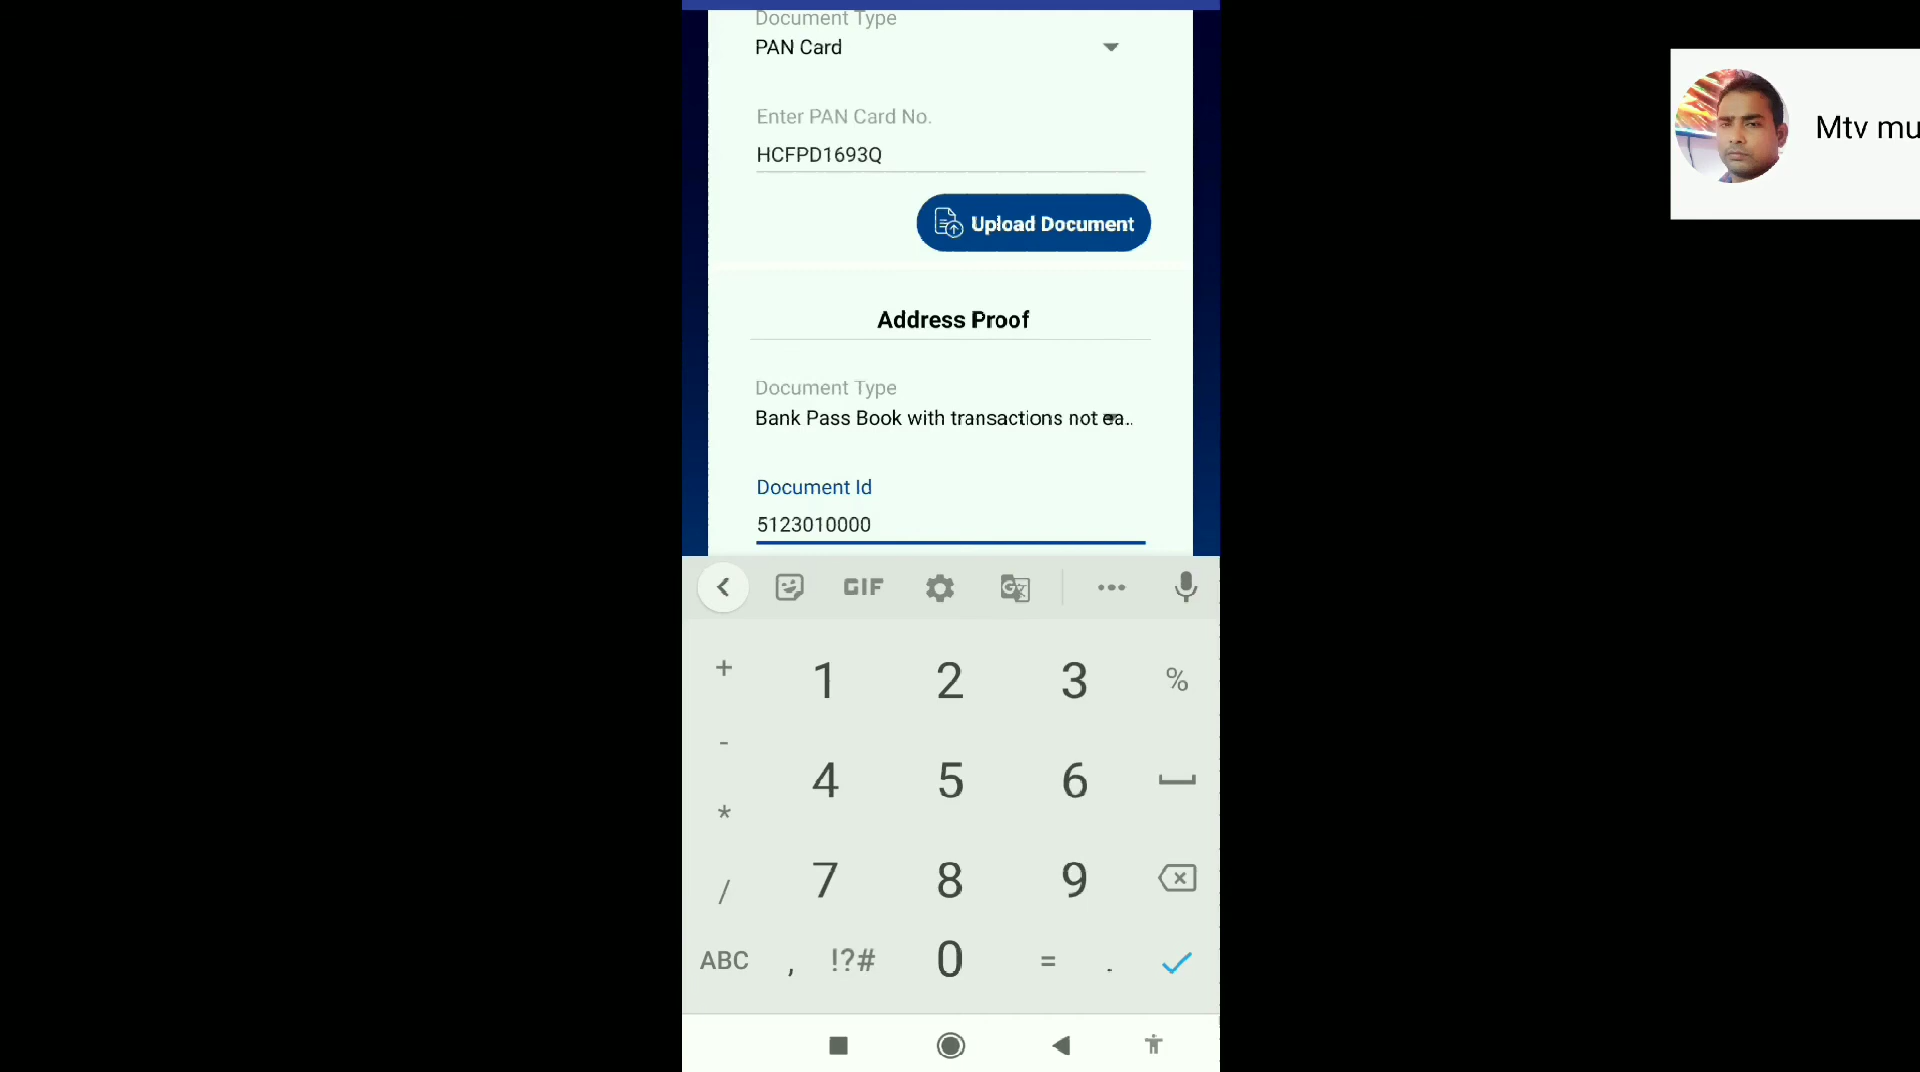 Document Type
PAN Card
Enter PAN Card No.
HCFPD1693Q
Upload Document
Address Proof
Document Type
Bank Pass Book with transactions not ea..
Document Id
5123010000
GIF
+ 1 2 3 %
- 4 5 6
*
/ 7 8 9
ABC , !?# 0 = .
Mtv mu